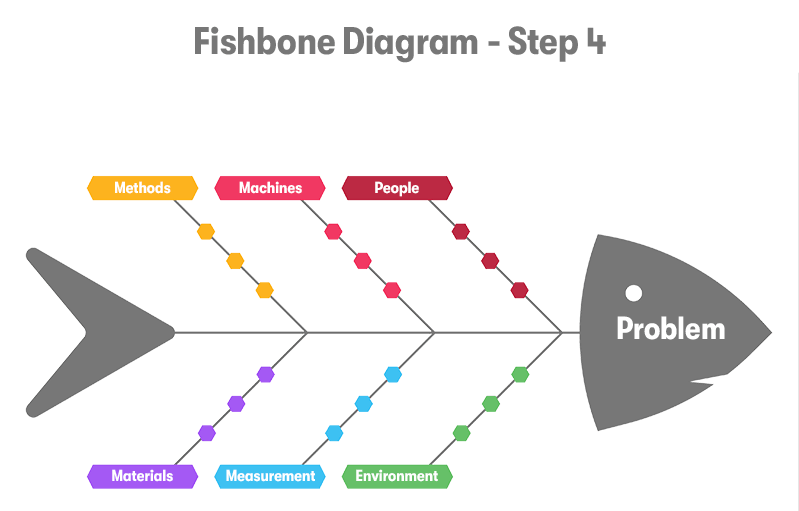 Fishbone Diagram - Step 4
Methods
Machines
People
Problem
Materials
Measurement
Environment